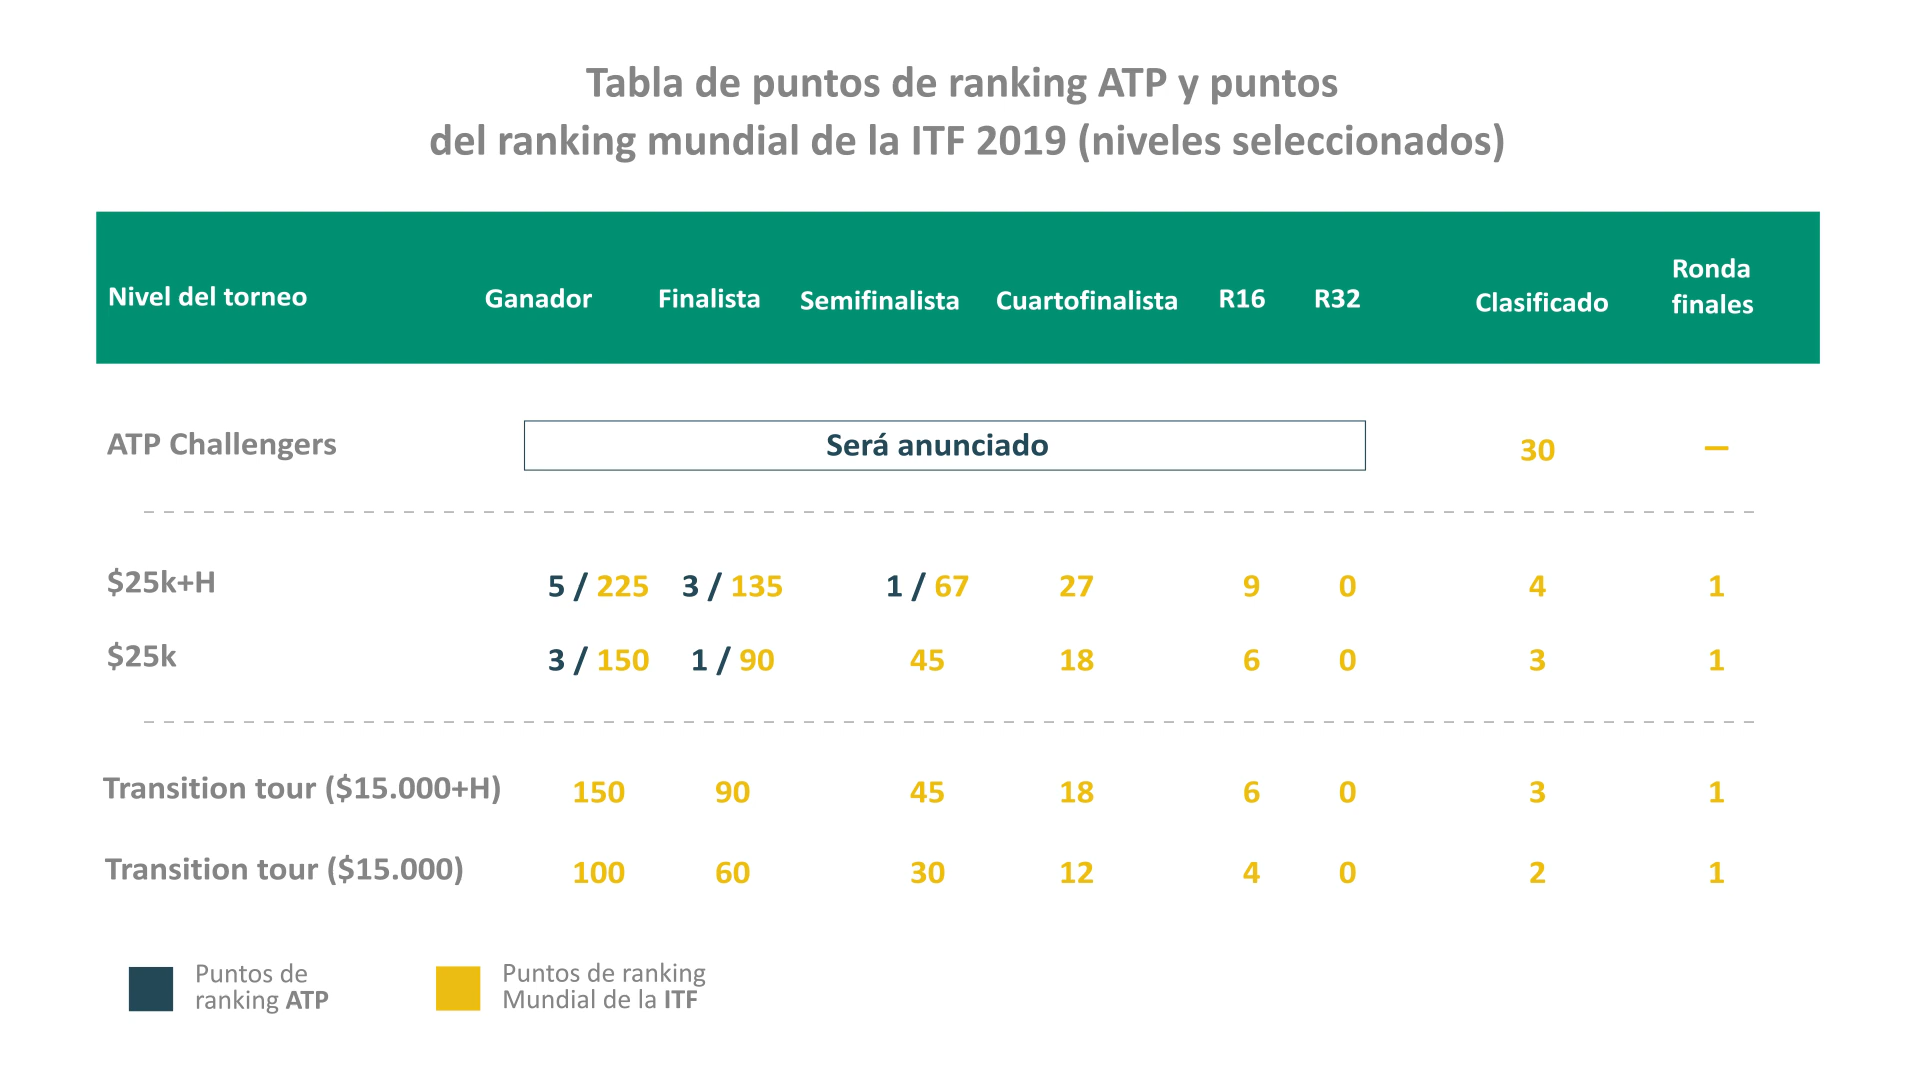 Tabla de puntos de ranking ATP y puntos
del ranking mundial de la ITF 2019 (niveles seleccionados)
Nivel del torneo Ganador Finalista Semifinalista Cuartofinalista R16 R32 Clasificado Ronda finales
ATP Challengers Será anunciado 30 —
$25k+H 5 / 225 3 / 135 1 / 67 27 9 0 4 1
$25k 3 / 150 1 / 90 45 18 6 0 3 1
Transition tour ($15.000+H) 150 90 45 18 6 0 3 1
Transition tour ($15.000) 100 60 30 12 4 0 2 1
Puntos de
ranking ATP
Puntos de ranking
Mundial de la ITF